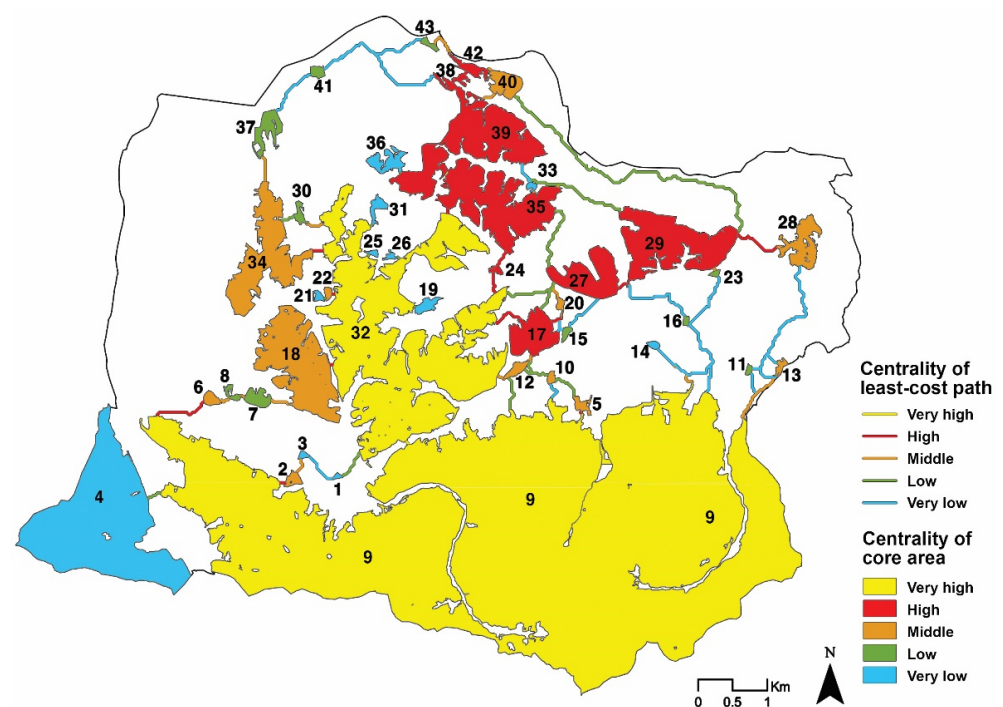 43
42
38
40
41
37
39
36
33
30
31
35
28
25
26
34
24
29
27
23
22
21
19
20
32
16
17
15
18
14
10
11
13
12
6
8
7
5
3
2
1
4
9
9
9
Centrality of
least-cost path
Very high
High
Middle
Low
Very low
Centrality of
core area
Very high
High
Middle
Low
Very low
N
Km
0 0.5 1